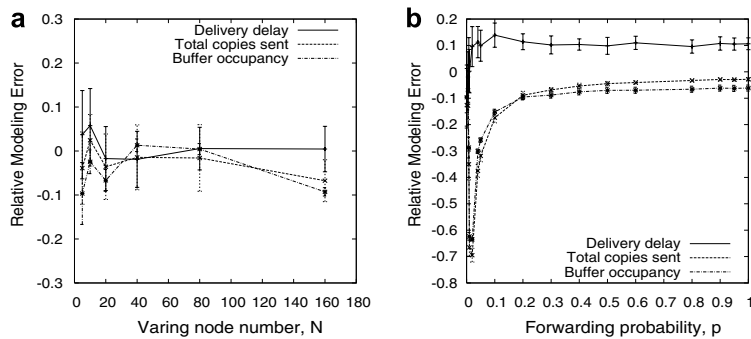 a
0.3
0.2
0.1
0
-0.1
-0.2
-0.3
Relative Modeling Error
Delivery delay
Total copies sent
Buffer occupancy
0 20 40 60 80 100 120 140 160 180
Varing node number, N
b
0.2
0.1
0
-0.1
-0.2
-0.3
-0.4
-0.5
-0.6
-0.7
-0.8
Relative Modeling Error
Delivery delay
Total copies sent
Buffer occupancy
0 0.1 0.2 0.3 0.4 0.5 0.6 0.7 0.8 0.9 1
Forwarding probability, p